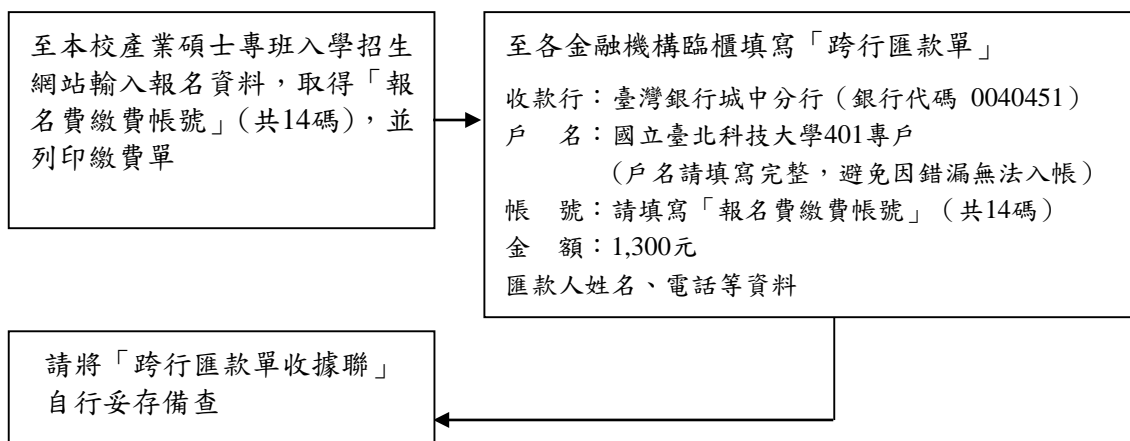 至本校產業碩士專班入學招生
網站輸入報名資料，取得「報
名費繳費帳號」（共14碼），並
列印繳費單
至各金融機構臨櫃填寫「跨行匯款單」
收款行：臺灣銀行城中分行（銀行代碼 0040451）
戶　名：國立臺北科技大學401專戶
（戶名請填寫完整，避免因錯漏無法入帳）
帳　號：請填寫「報名費繳費帳號」（共14碼）
金　額：1,300元
匯款人姓名、電話等資料
請將「跨行匯款單收據聯」
自行妥存備查